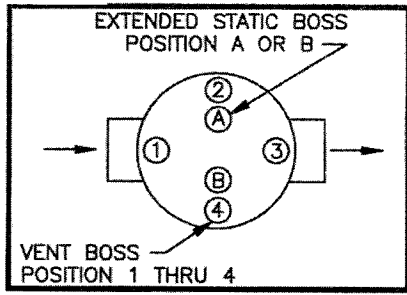 EXTENDED STATIC BOSS
POSITION A OR B
2
A
1
3
B
4
VENT BOSS
POSITION 1 THRU 4